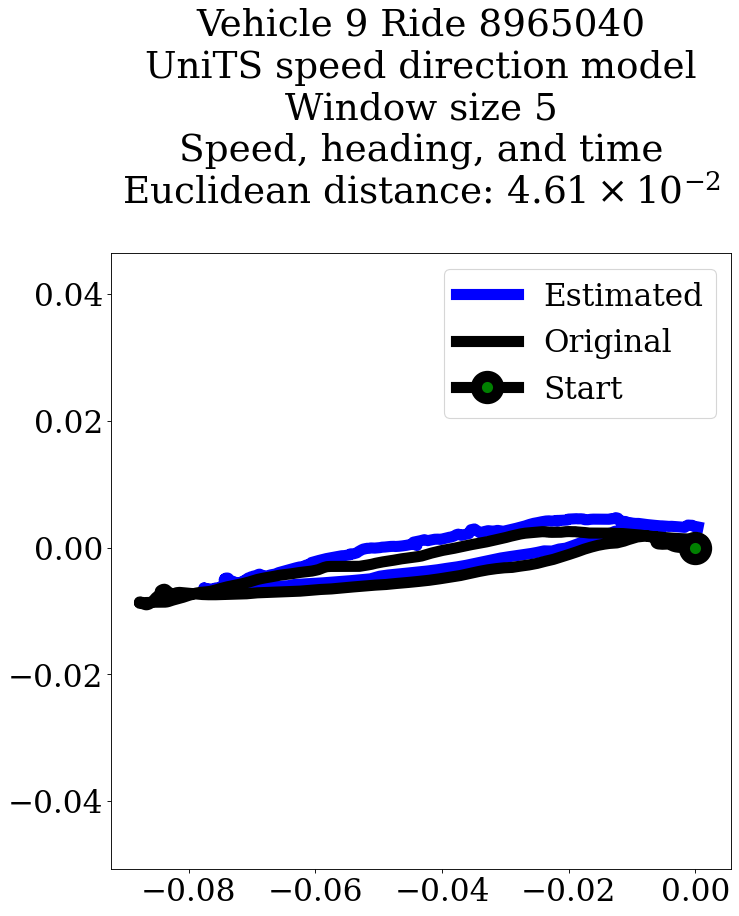 Vehicle 9 Ride 8965040
UniTS speed direction model
Window size 5
Speed, heading, and time
Euclidean distance: 4.61 × 10⁻²
Estimated
Original
Start
0.04
0.02
0.00
−0.02
−0.04
−0.08 −0.06 −0.04 −0.02 0.00